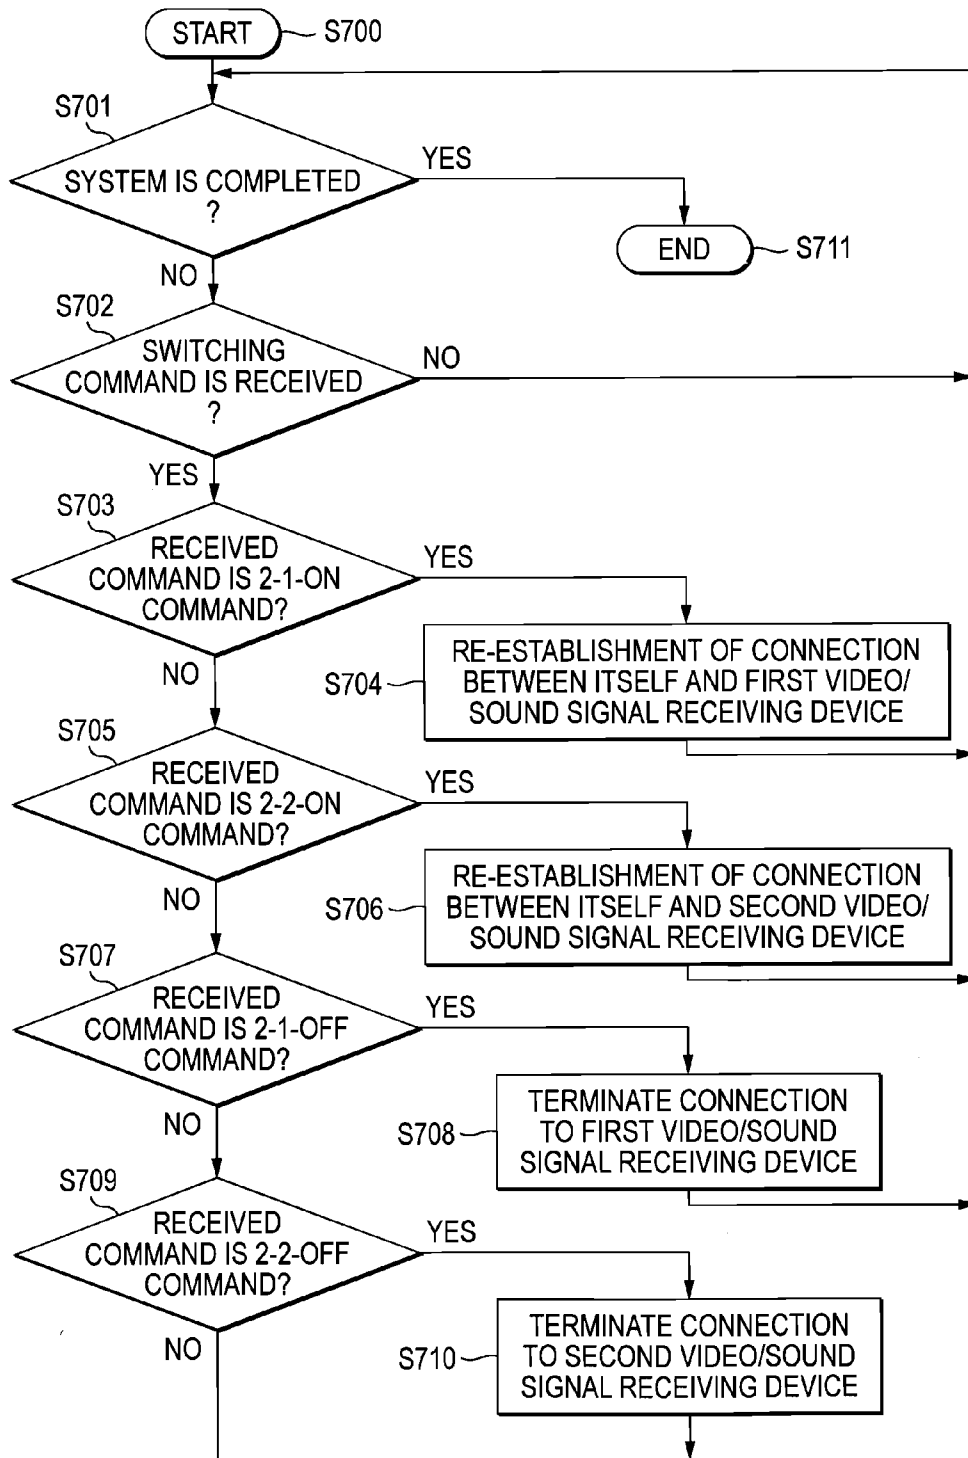 START
S700
S701
SYSTEM IS COMPLETED
?
YES
END
S711
NO
S702
SWITCHING
COMMAND IS RECEIVED
?
NO
YES
S703
RECEIVED
COMMAND IS 2-1-ON
COMMAND?
YES
S704
RE-ESTABLISHMENT OF CONNECTION
BETWEEN ITSELF AND FIRST VIDEO/
SOUND SIGNAL RECEIVING DEVICE
NO
S705
RECEIVED
COMMAND IS 2-2-ON
COMMAND?
YES
S706
RE-ESTABLISHMENT OF CONNECTION
BETWEEN ITSELF AND SECOND VIDEO/
SOUND SIGNAL RECEIVING DEVICE
NO
S707
RECEIVED
COMMAND IS 2-1-OFF
COMMAND?
YES
S708
TERMINATE CONNECTION
TO FIRST VIDEO/SOUND
SIGNAL RECEIVING DEVICE
NO
S709
RECEIVED
COMMAND IS 2-2-OFF
COMMAND?
YES
S710
TERMINATE CONNECTION
TO SECOND VIDEO/SOUND
SIGNAL RECEIVING DEVICE
NO